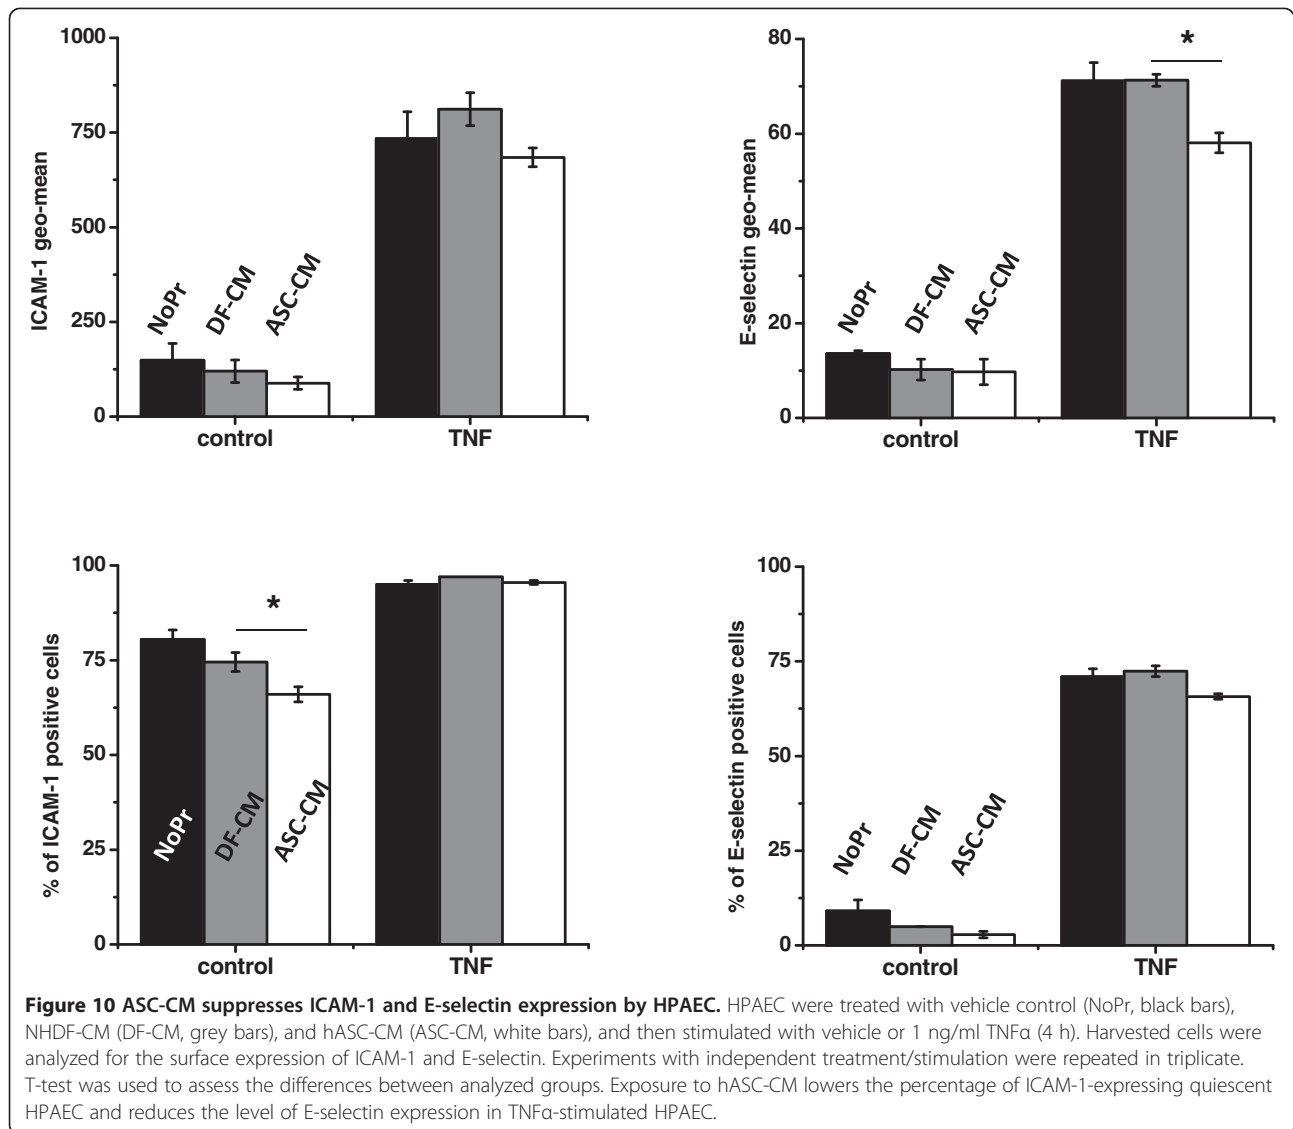 1000
750
500
250
0
ICAM-1 geo-mean
NoPr
DF-CM
ASC-CM
control
TNF
80
60
40
20
0
E-selectin geo-mean
*
NoPr
DF-CM
ASC-CM
control
TNF
100
75
50
25
0
% of ICAM-1 positive cells
*
NoPr
DF-CM
ASC-CM
control
TNF
100
75
50
25
0
% of E-selectin positive cells
NoPr
DF-CM
ASC-CM
control
TNF
Figure 10 ASC-CM suppresses ICAM-1 and E-selectin expression by HPAEC. HPAEC were treated with vehicle control (NoPr, black bars),
NHDF-CM (DF-CM, grey bars), and hASC-CM (ASC-CM, white bars), and then stimulated with vehicle or 1 ng/ml TNFα (4 h). Harvested cells were
analyzed for the surface expression of ICAM-1 and E-selectin. Experiments with independent treatment/stimulation were repeated in triplicate.
T-test was used to assess the differences between analyzed groups. Exposure to hASC-CM lowers the percentage of ICAM-1-expressing quiescent
HPAEC and reduces the level of E-selectin expression in TNFα-stimulated HPAEC.